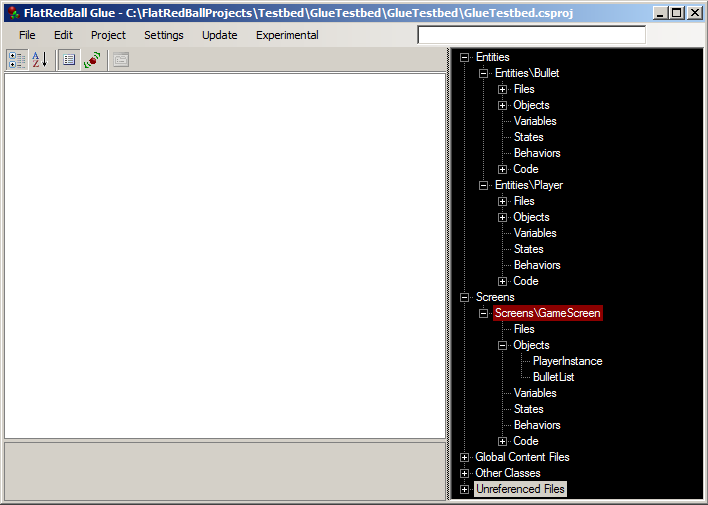 FlatRedBall Glue - C:\FlatRedBallProjects\Testbed\GlueTestbed\GlueTestbed\GlueTestbed.csproj
File Edit Project Settings Update Experimental
A
Z
Entities
Entities\Bullet
Files
Objects
Variables
States
Behaviors
Code
Entities\Player
Files
Objects
Variables
States
Behaviors
Code
Screens
Screens\GameScreen
Files
Objects
PlayerInstance
BulletList
Variables
States
Behaviors
Code
Global Content Files
Other Classes
Unreferenced Files